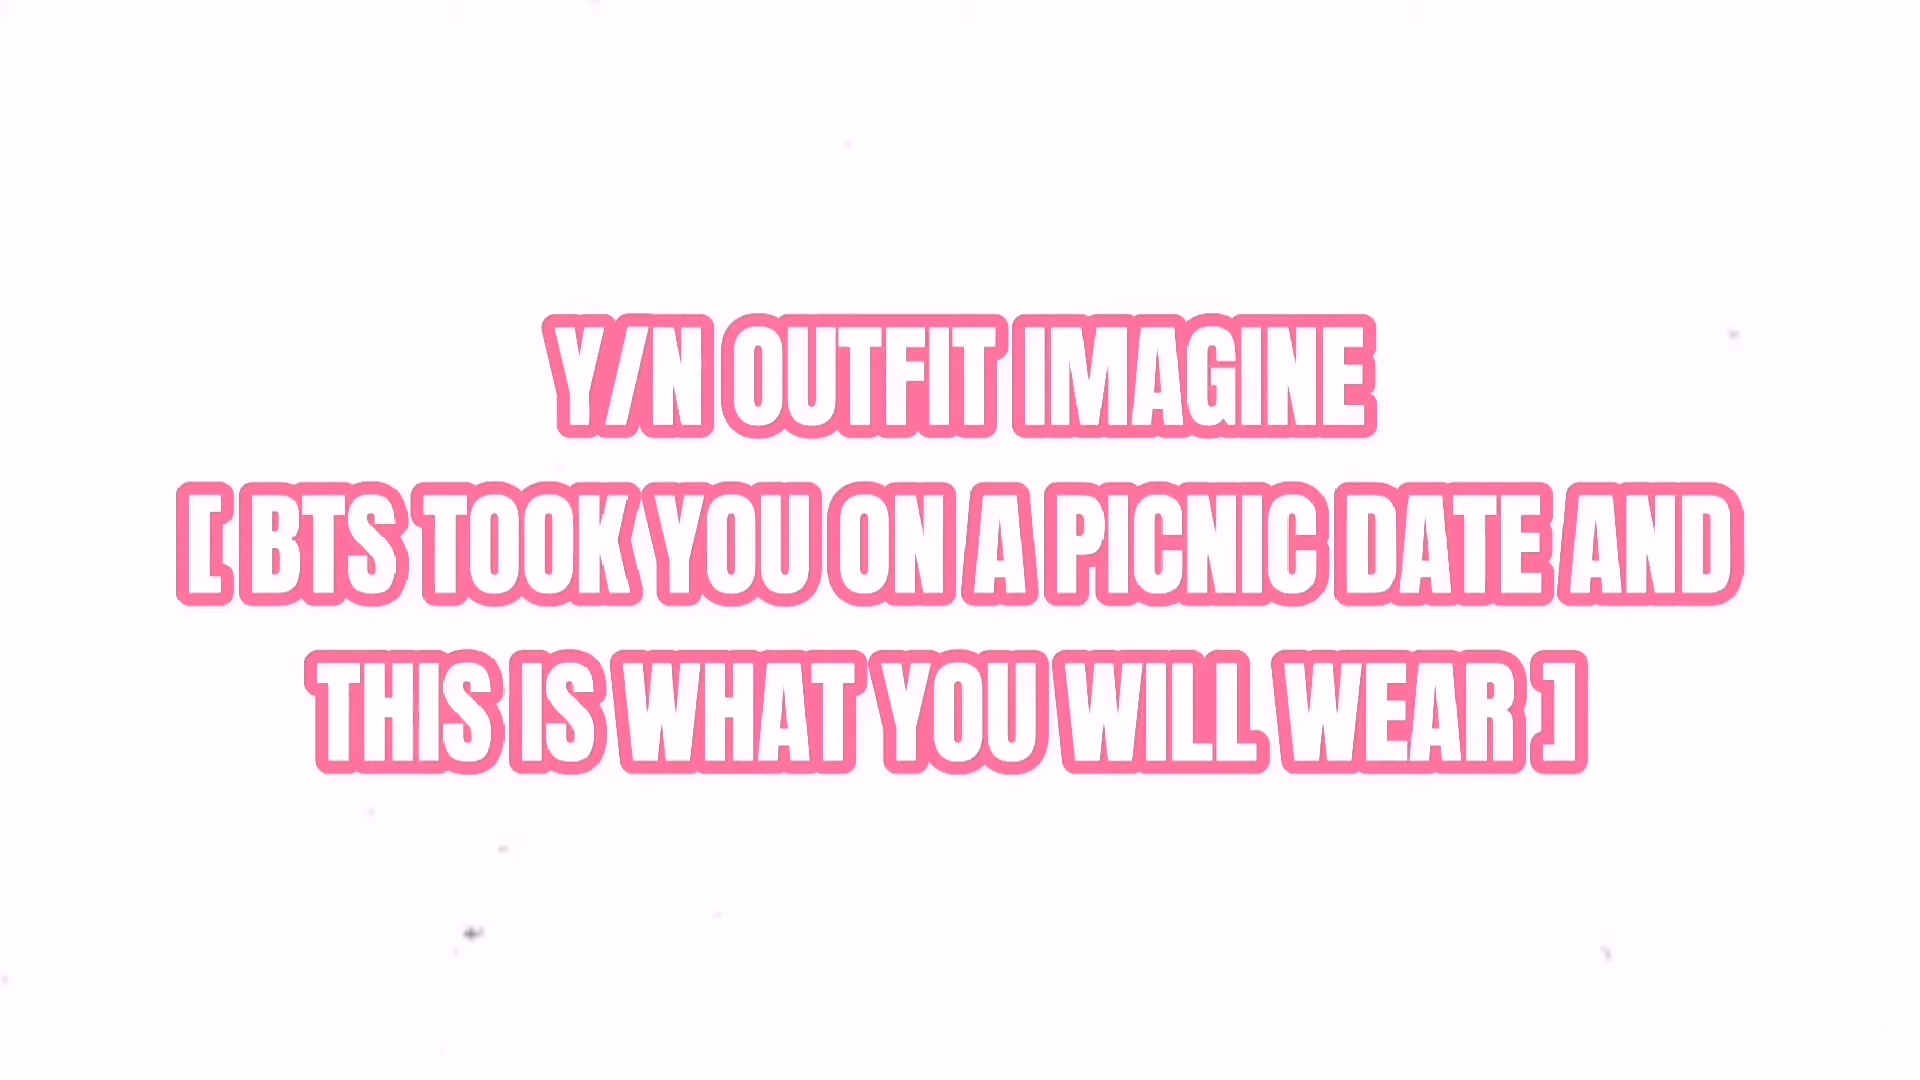 Y/N OUTFIT IMAGINE
[ BTS TOOK YOU ON A PICNIC DATE AND
THIS IS WHAT YOU WILL WEAR ]